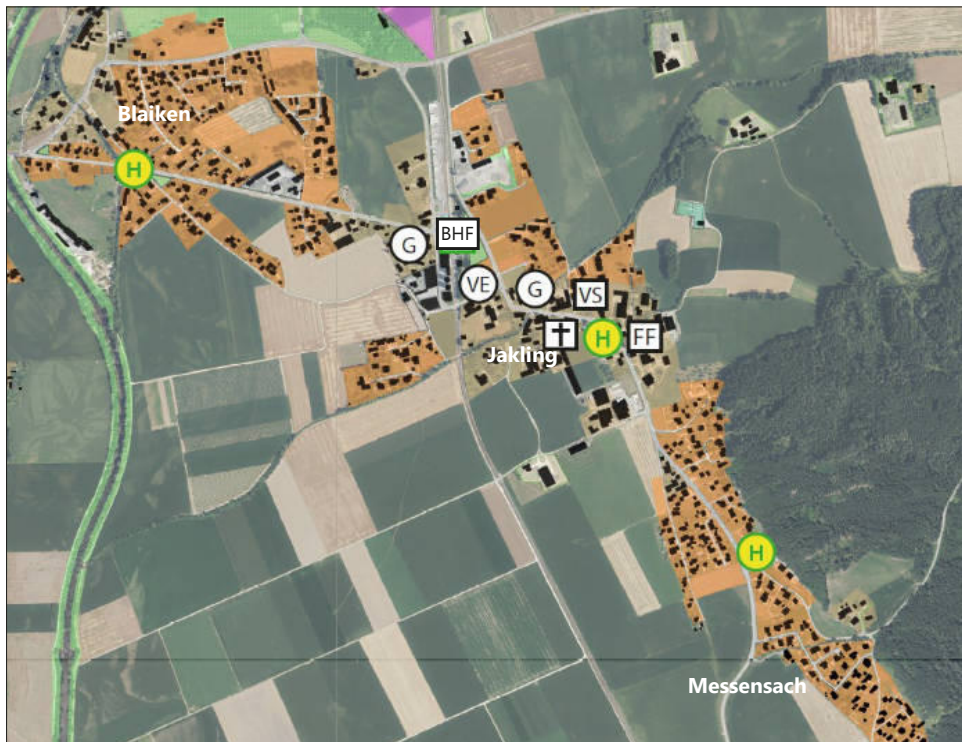 Blaiken
H
BHF
G
VE
G
VS
H
FF
Jakling
H
Messensach